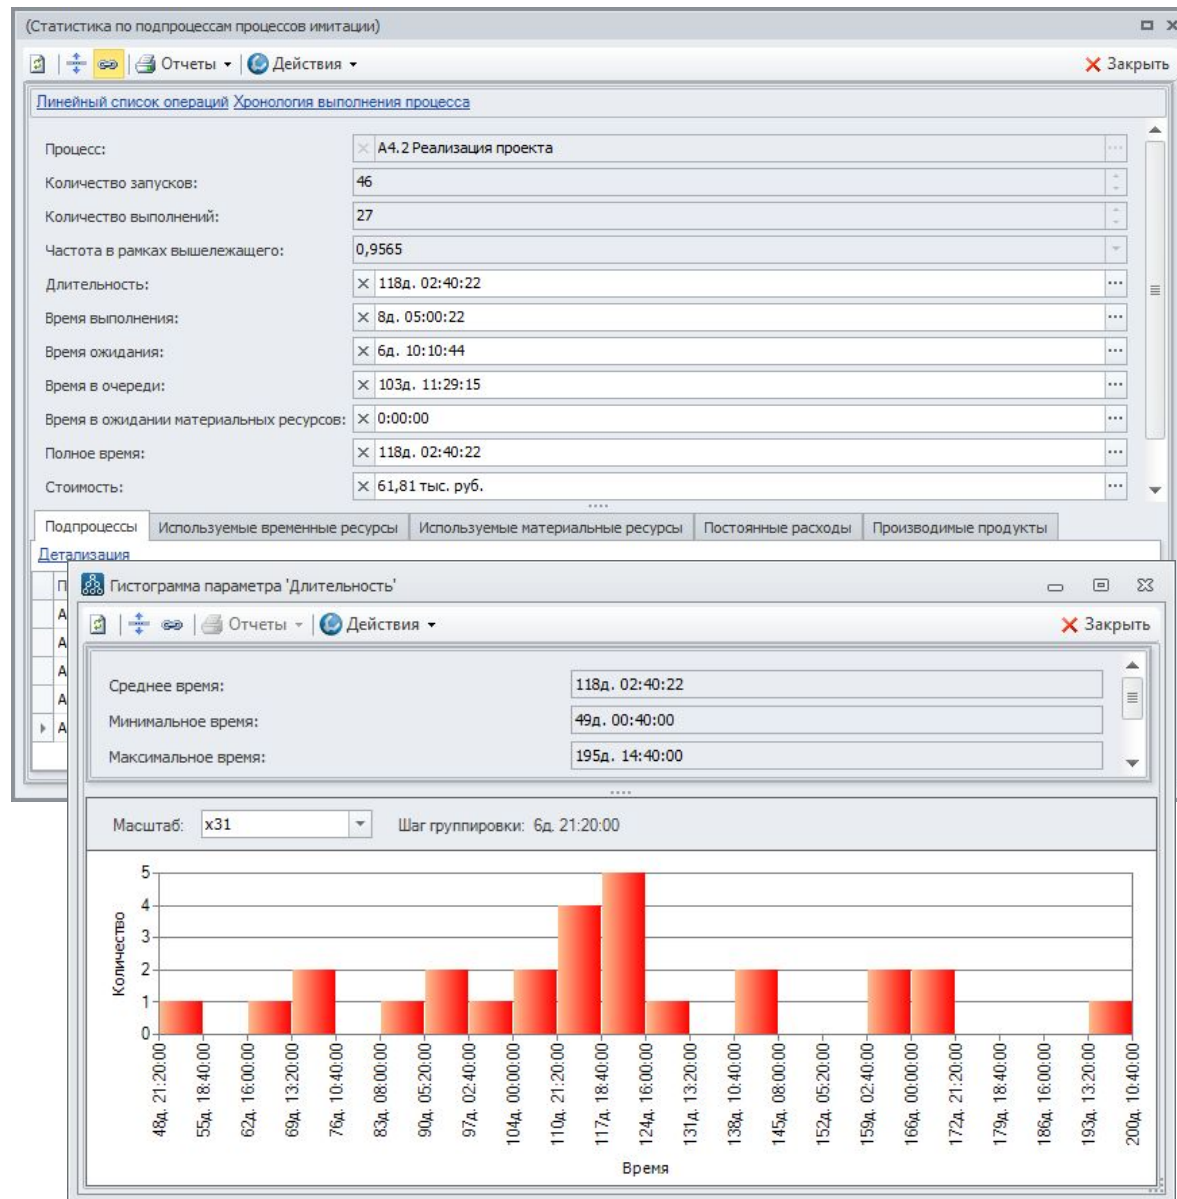 (Статистика по подпроцессам процессов имитации)
Отчеты Действия Закрыть
Линейный список операций Хронология выполнения процесса
Процесс: А4.2 Реализация проекта
Количество запусков: 46
Количество выполнений: 27
Частота в рамках вышележащего: 0,9565
Длительность: 118д. 02:40:22
Время выполнения: 8д. 05:00:22
Время ожидания: 6д. 10:10:44
Время в очереди: 103д. 11:29:15
Время в ожидании материальных ресурсов: 0:00:00
Полное время: 118д. 02:40:22
Стоимость: 61,81 тыс. руб.
Подпроцессы Используемые временные ресурсы Используемые материальные ресурсы Постоянные расходы Производимые продукты
Детализация
П
А
А
А
А
А
Гистограмма параметра 'Длительность'
Отчеты Действия Закрыть
Среднее время: 118д. 02:40:22
Минимальное время: 49д. 00:40:00
Максимальное время: 195д. 14:40:00
Масштаб: x31 Шаг группировки: 6д. 21:20:00
Количество
5
4
3
2
1
0
48д. 21:20:00
55д. 18:40:00
62д. 16:00:00
69д. 13:20:00
76д. 10:40:00
83д. 08:00:00
90д. 05:20:00
97д. 02:40:00
104д. 00:00:00
110д. 21:20:00
117д. 18:40:00
124д. 16:00:00
131д. 13:20:00
138д. 10:40:00
145д. 08:00:00
152д. 05:20:00
159д. 02:40:00
166д. 00:00:00
172д. 21:20:00
179д. 18:40:00
186д. 16:00:00
193д. 13:20:00
200д. 10:40:00
Время